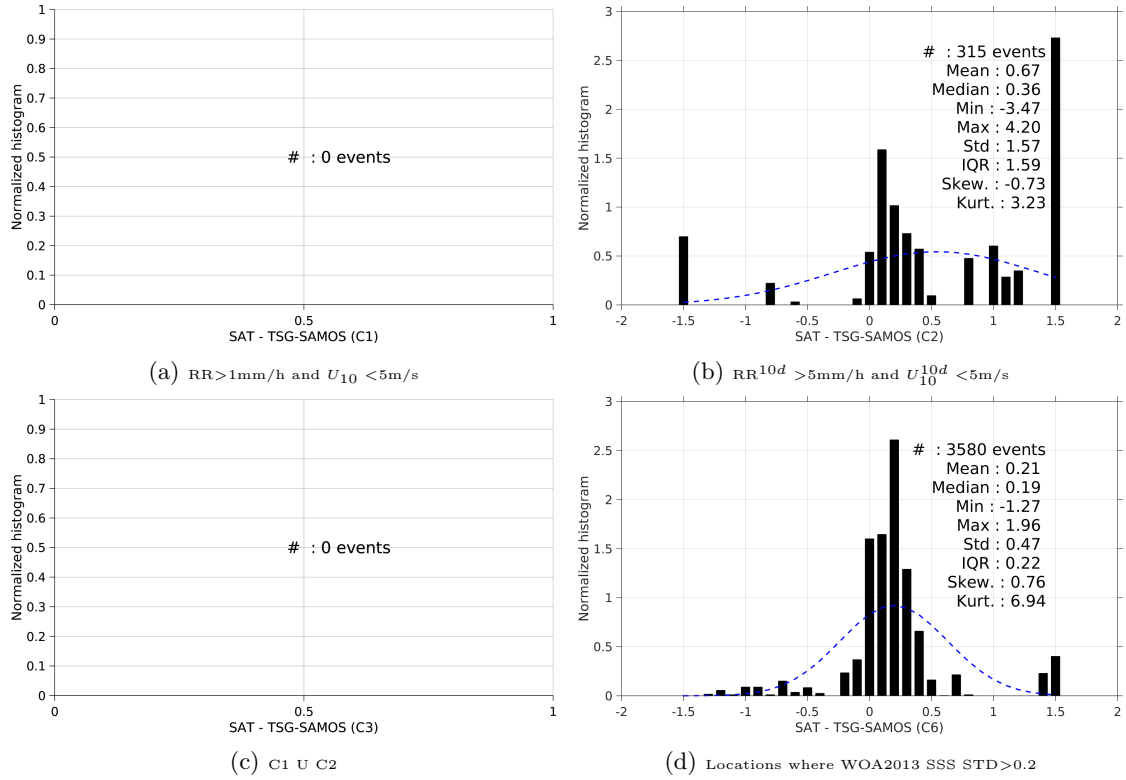 1
0.9
0.8
0.7
0.6
0.5
0.4
0.3
0.2
0.1
0
Normalized histogram
# : 0 events
0 0.5 1
SAT - TSG-SAMOS (C1)
(a) RR>1mm/h and U10 <5m/s
3
2.5
2
1.5
1
0.5
0
Normalized histogram
# : 315 events
Mean : 0.67
Median : 0.36
Min : -3.47
Max : 4.20
Std : 1.57
IQR : 1.59
Skew. : -0.73
Kurt. : 3.23
-2 -1.5 -1 -0.5 0 0.5 1 1.5 2
SAT - TSG-SAMOS (C2)
(b) RR10d >5mm/h and U10d10 <5m/s
1
0.9
0.8
0.7
0.6
0.5
0.4
0.3
0.2
0.1
0
Normalized histogram
# : 0 events
0 0.5 1
SAT - TSG-SAMOS (C3)
(c) C1 U C2
3
2.5
2
1.5
1
0.5
0
Normalized histogram
# : 3580 events
Mean : 0.21
Median : 0.19
Min : -1.27
Max : 1.96
Std : 0.47
IQR : 0.22
Skew. : 0.76
Kurt. : 6.94
-2 -1.5 -1 -0.5 0 0.5 1 1.5 2
SAT - TSG-SAMOS (C6)
(d) Locations where WOA2013 SSS STD>0.2